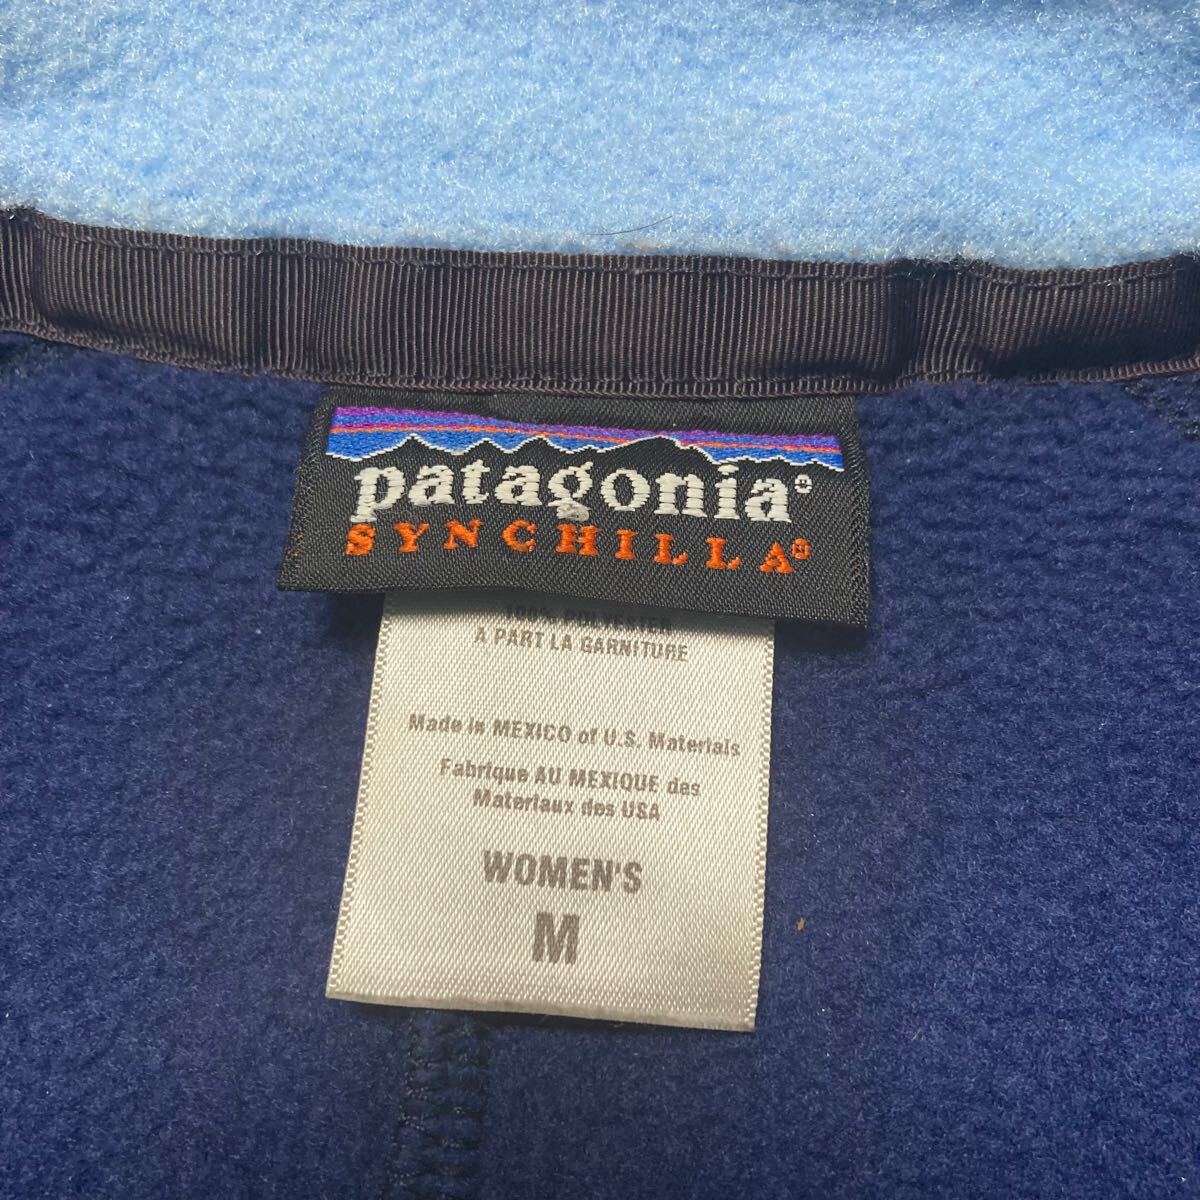 patagonia®
SYNCHILLA®
100% POLYESTER
A PART LA GARNITURE
Made in MEXICO of U.S. Materials
Fabrique AU MEXIQUE des
Materiaux des USA
WOMEN'S
M